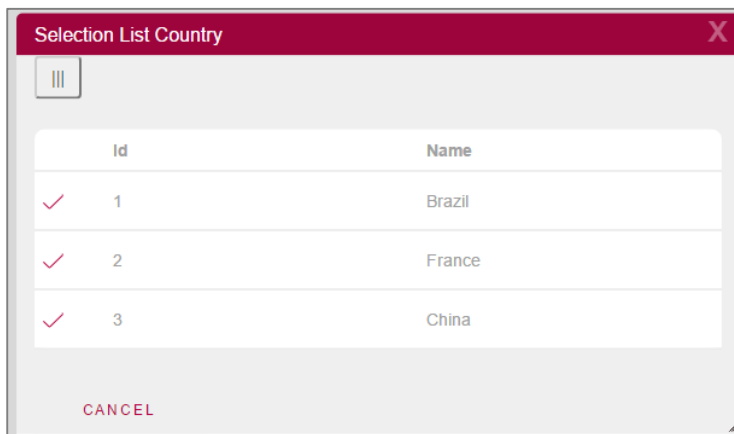 Selection List Country X
|||
Id Name
1 Brazil
2 France
3 China
CANCEL